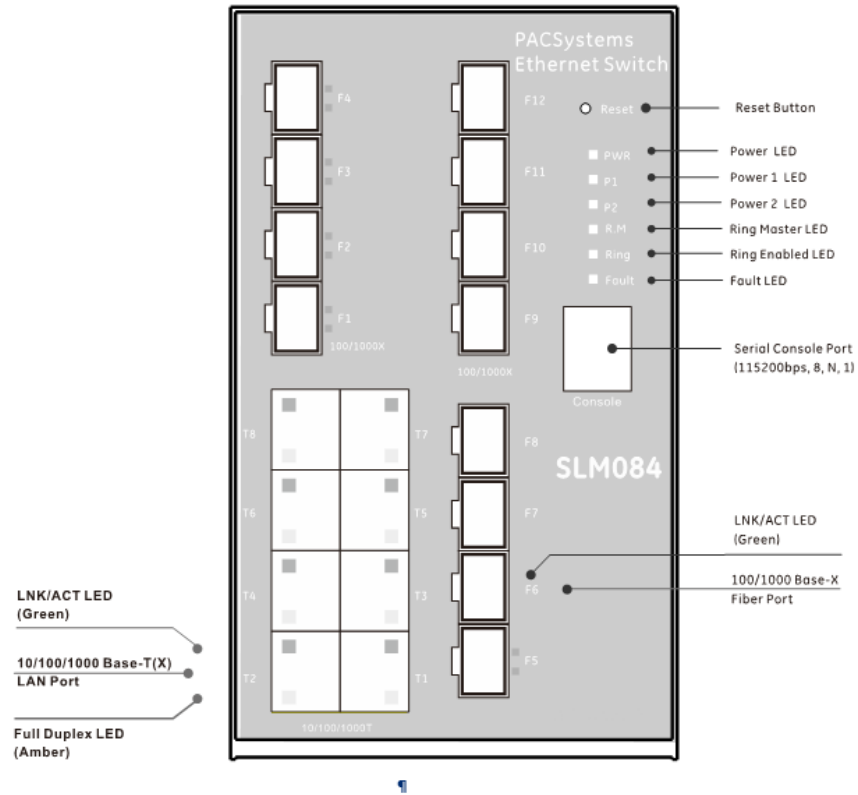 PACSystems
Ethernet Switch
F4
F12
Reset
Reset Button
PWR
Power LED
F3
F11
P1
Power 1 LED
P2
Power 2 LED
R.M
Ring Master LED
F2
F10
Ring
Ring Enabled LED
Fault
Fault LED
F1
F9
100/1000X
100/1000X
Serial Console Port
(115200bps, 8, N, 1)
Console
T8
T7
F8
SLM084
T6
T5
F7
LNK/ACT LED
(Green)
T4
T3
F6
100/1000 Base-X
Fiber Port
LNK/ACT LED
(Green)
10/100/1000 Base-T(X)
LAN Port
T2
T1
F5
Full Duplex LED
(Amber)
10/100/1000T
¶